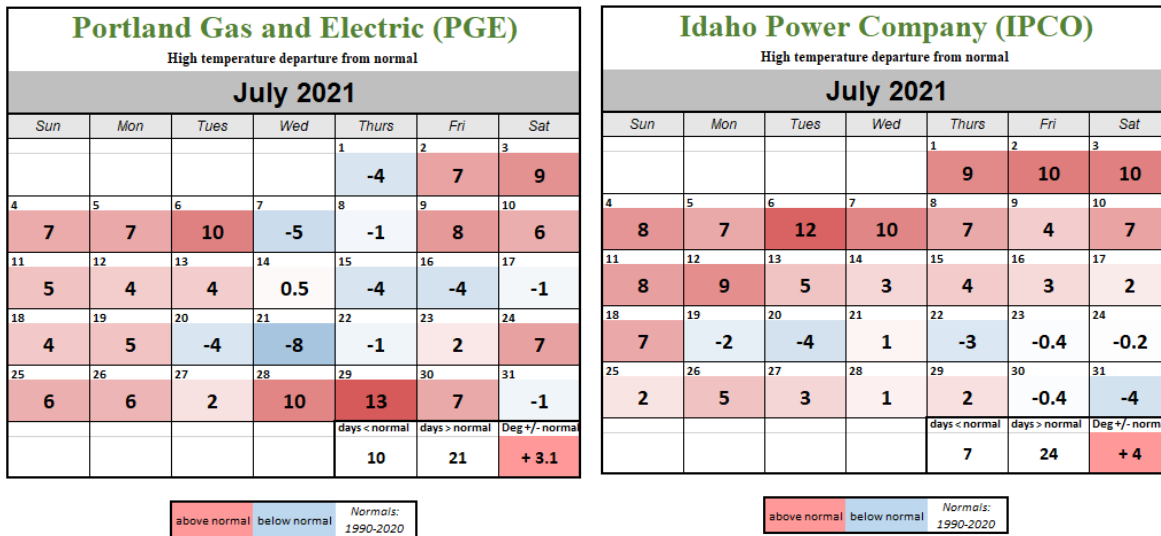 Portland Gas and Electric (PGE)
High temperature departure from normal
July 2021
Sun Mon Tues Wed Thurs Fri Sat
1 2 3
-4 7 9
4 5 6 7 8 9 10
7 7 10 -5 -1 8 6
11 12 13 14 15 16 17
5 4 4 0.5 -4 -4 -1
18 19 20 21 22 23 24
4 5 -4 -8 -1 2 7
25 26 27 28 29 30 31
6 6 2 10 13 7 -1
days < normal days > normal Deg +/- normal
10 21 + 3.1
above normal below normal Normals:
1990-2020
Idaho Power Company (IPCO)
High temperature departure from normal
July 2021
Sun Mon Tues Wed Thurs Fri Sat
1 2 3
9 10 10
4 5 6 7 8 9 10
8 7 12 10 7 4 7
11 12 13 14 15 16 17
8 9 5 3 4 3 2
18 19 20 21 22 23 24
7 -2 -4 1 -3 -0.4 -0.2
25 26 27 28 29 30 31
2 5 3 1 2 -0.4 -4
days < normal days > normal Deg +/- norm
7 24 + 4
above normal below normal Normals:
1990-2020